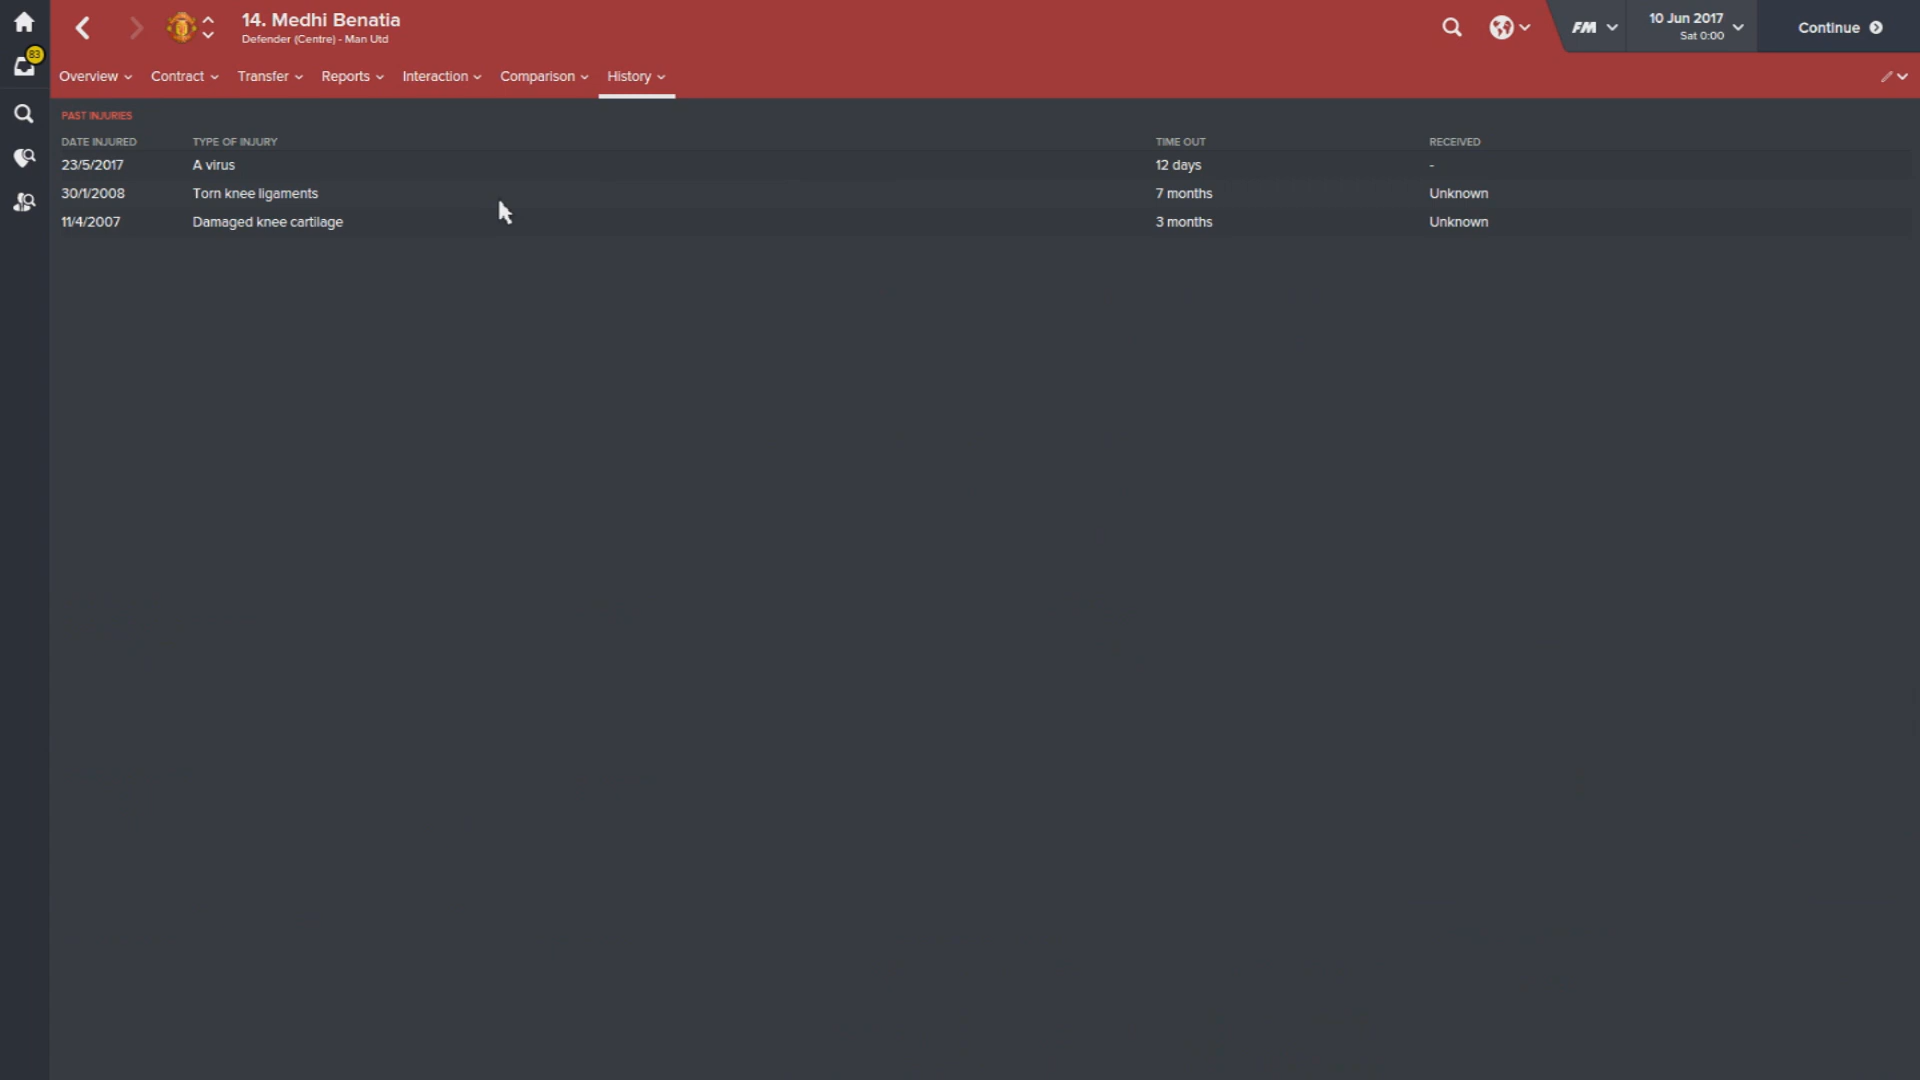 14. Medhi Benatia
Defender (Centre) - Man Utd
FM
10 Jun 2017
Sat 0:00
Continue
83
Overview
Contract
Transfer
Reports
Interaction
Comparison
History
PAST INJURIES
DATE INJURED TYPE OF INJURY TIME OUT RECEIVED
23/5/2017 A virus 12 days -
30/1/2008 Torn knee ligaments 7 months Unknown
11/4/2007 Damaged knee cartilage 3 months Unknown